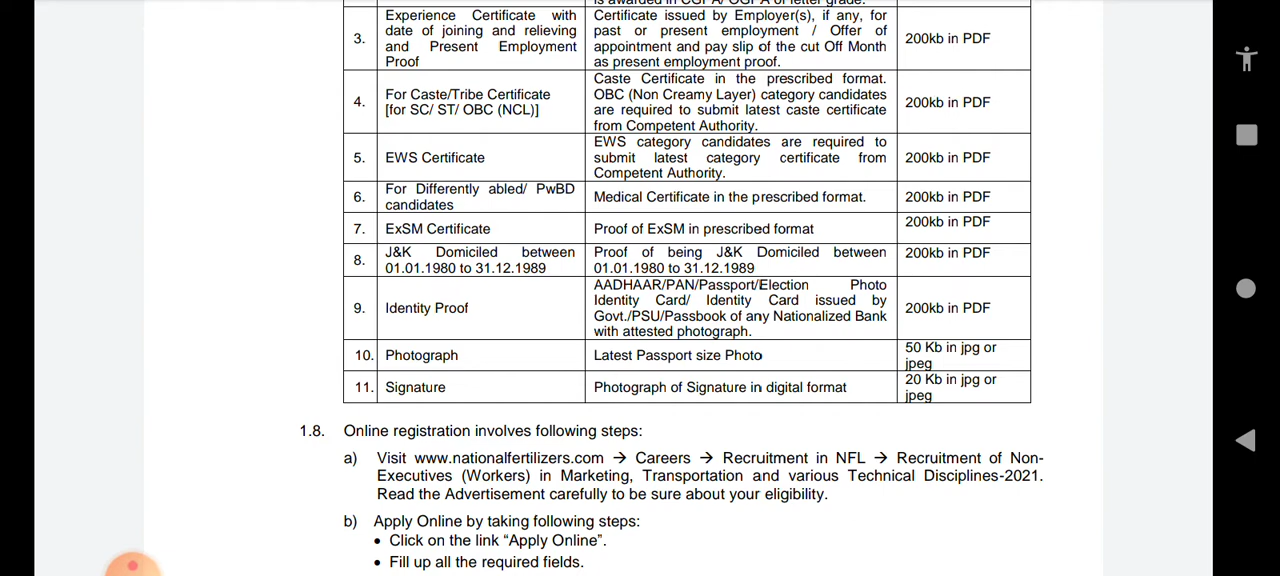 is awarded in CGPA/ OGPA or letter grade.
3. Experience Certificate with date of joining and relieving and Present Employment Proof
Certificate issued by Employer(s), if any, for past or present employment / Offer of appointment and pay slip of the cut Off Month as present employment proof.
200kb in PDF
4. For Caste/Tribe Certificate [for SC/ ST/ OBC (NCL)]
Caste Certificate in the prescribed format. OBC (Non Creamy Layer) category candidates are required to submit latest caste certificate from Competent Authority.
200kb in PDF
5. EWS Certificate
EWS category candidates are required to submit latest category certificate from Competent Authority.
200kb in PDF
6. For Differently abled/ PwBD candidates
Medical Certificate in the prescribed format.
200kb in PDF
7. ExSM Certificate
Proof of ExSM in prescribed format
200kb in PDF
8. J&K Domiciled between 01.01.1980 to 31.12.1989
Proof of being J&K Domiciled between 01.01.1980 to 31.12.1989
200kb in PDF
9. Identity Proof
AADHAAR/PAN/Passport/Election Photo Identity Card/ Identity Card issued by Govt./PSU/Passbook of any Nationalized Bank with attested photograph.
200kb in PDF
10. Photograph
Latest Passport size Photo
50 Kb in jpg or jpeg
11. Signature
Photograph of Signature in digital format
20 Kb in jpg or jpeg
1.8. Online registration involves following steps:
a) Visit www.nationalfertilizers.com → Careers → Recruitment in NFL → Recruitment of Non-
Executives (Workers) in Marketing, Transportation and various Technical Disciplines-2021.
Read the Advertisement carefully to be sure about your eligibility.
b) Apply Online by taking following steps:
• Click on the link “Apply Online”.
• Fill up all the required fields.